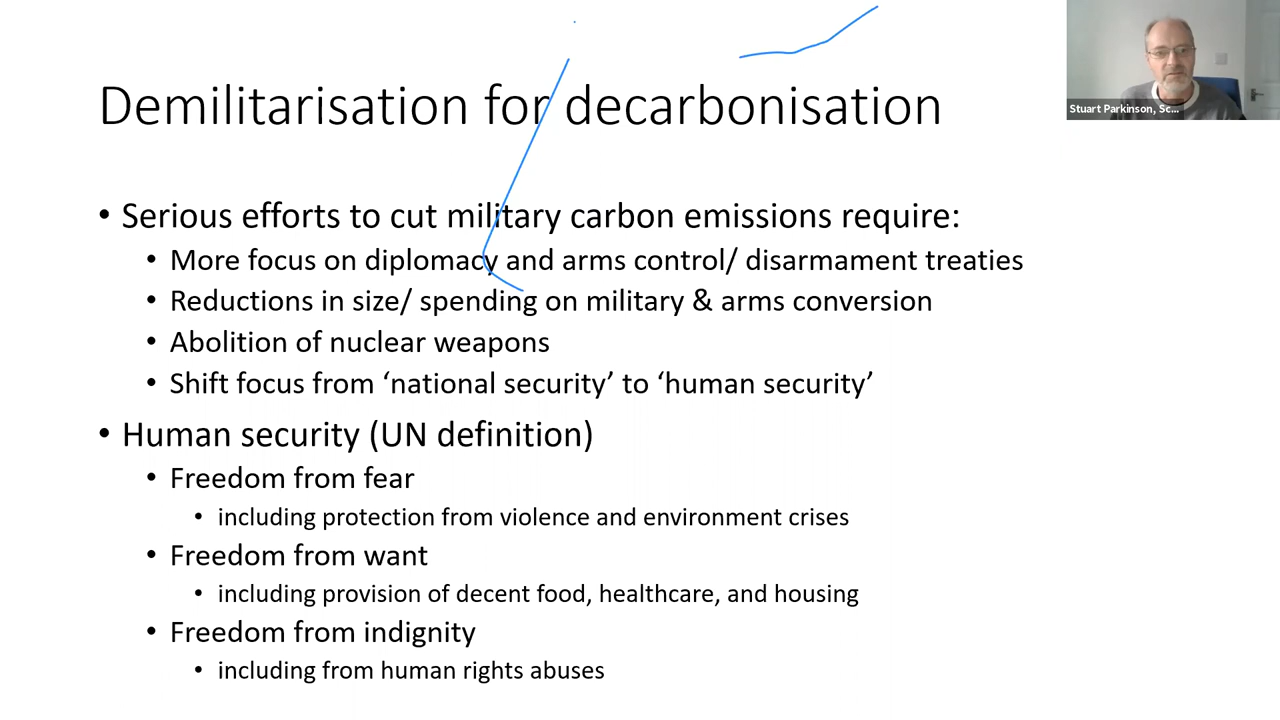 Demilitarisation for decarbonisation
Stuart Parkinson, Sc...
• Serious efforts to cut military carbon emissions require:
• More focus on diplomacy and arms control/ disarmament treaties
• Reductions in size/ spending on military & arms conversion
• Abolition of nuclear weapons
• Shift focus from ‘national security’ to ‘human security’
• Human security (UN definition)
• Freedom from fear
• including protection from violence and environment crises
• Freedom from want
• including provision of decent food, healthcare, and housing
• Freedom from indignity
• including from human rights abuses